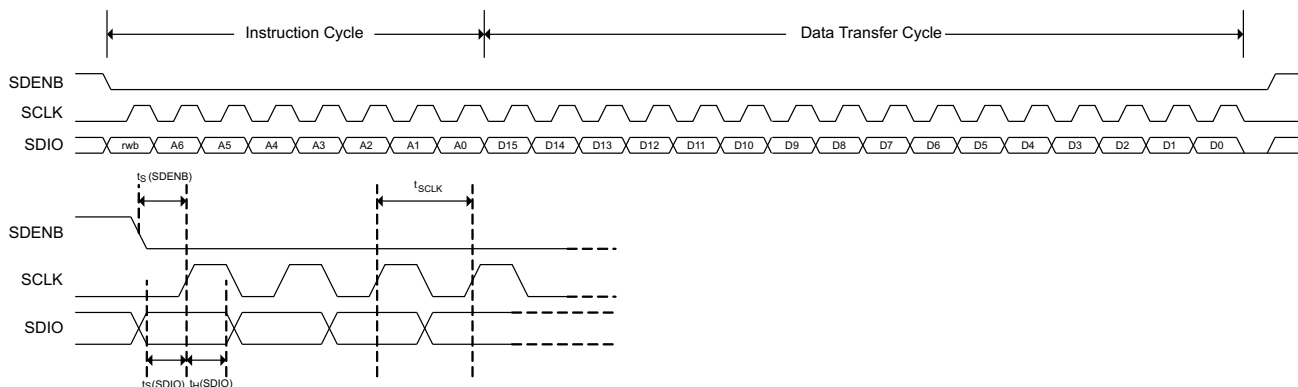 Instruction Cycle
Data Transfer Cycle
SDENB
SCLK
SDIO
rwb A6 A5 A4 A3 A2 A1 A0 D15 D14 D13 D12 D11 D10 D9 D8 D7 D6 D5 D4 D3 D2 D1 D0
tS (SDENB)
tSCLK
SDENB
SCLK
SDIO
tS(SDIO) tH(SDIO)